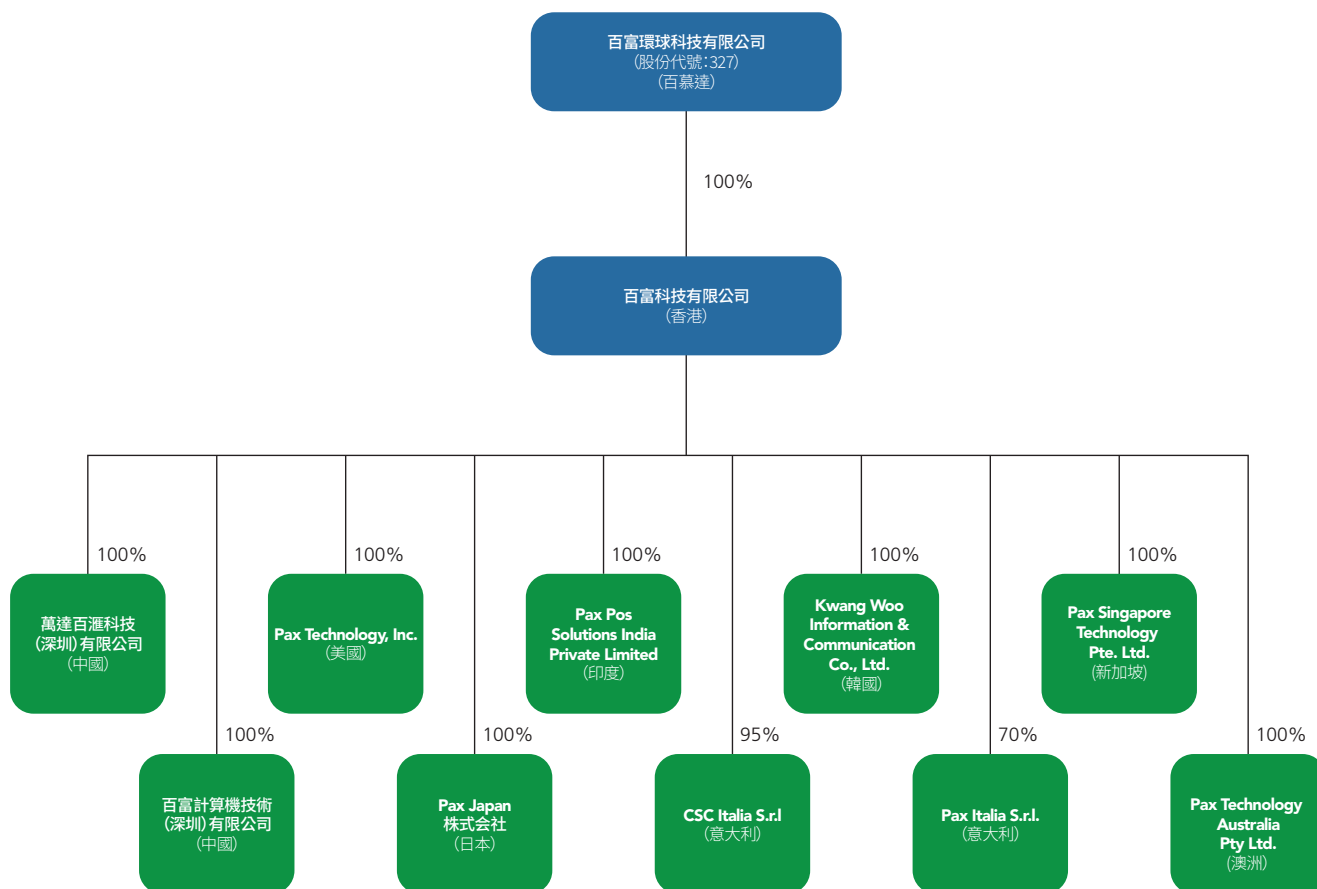 百富環球科技有限公司
(股份代號:327)
(百慕達)
100%
百富科技有限公司
(香港)
100%
100%
100%
100%
100%
萬達百滙科技
(深圳)有限公司
(中國)
Pax Technology, Inc.
(美國)
Pax Pos
Solutions India
Private Limited
(印度)
Kwang Woo
Information &
Communication
Co., Ltd.
(韓國)
Pax Singapore
Technology
Pte. Ltd.
(新加坡)
100%
100%
95%
70%
100%
百富計算機技術
(深圳)有限公司
(中國)
Pax Japan
株式会社
(日本)
CSC Italia S.r.l
(意大利)
Pax Italia S.r.l.
(意大利)
Pax Technology
Australia
Pty Ltd.
(澳洲)